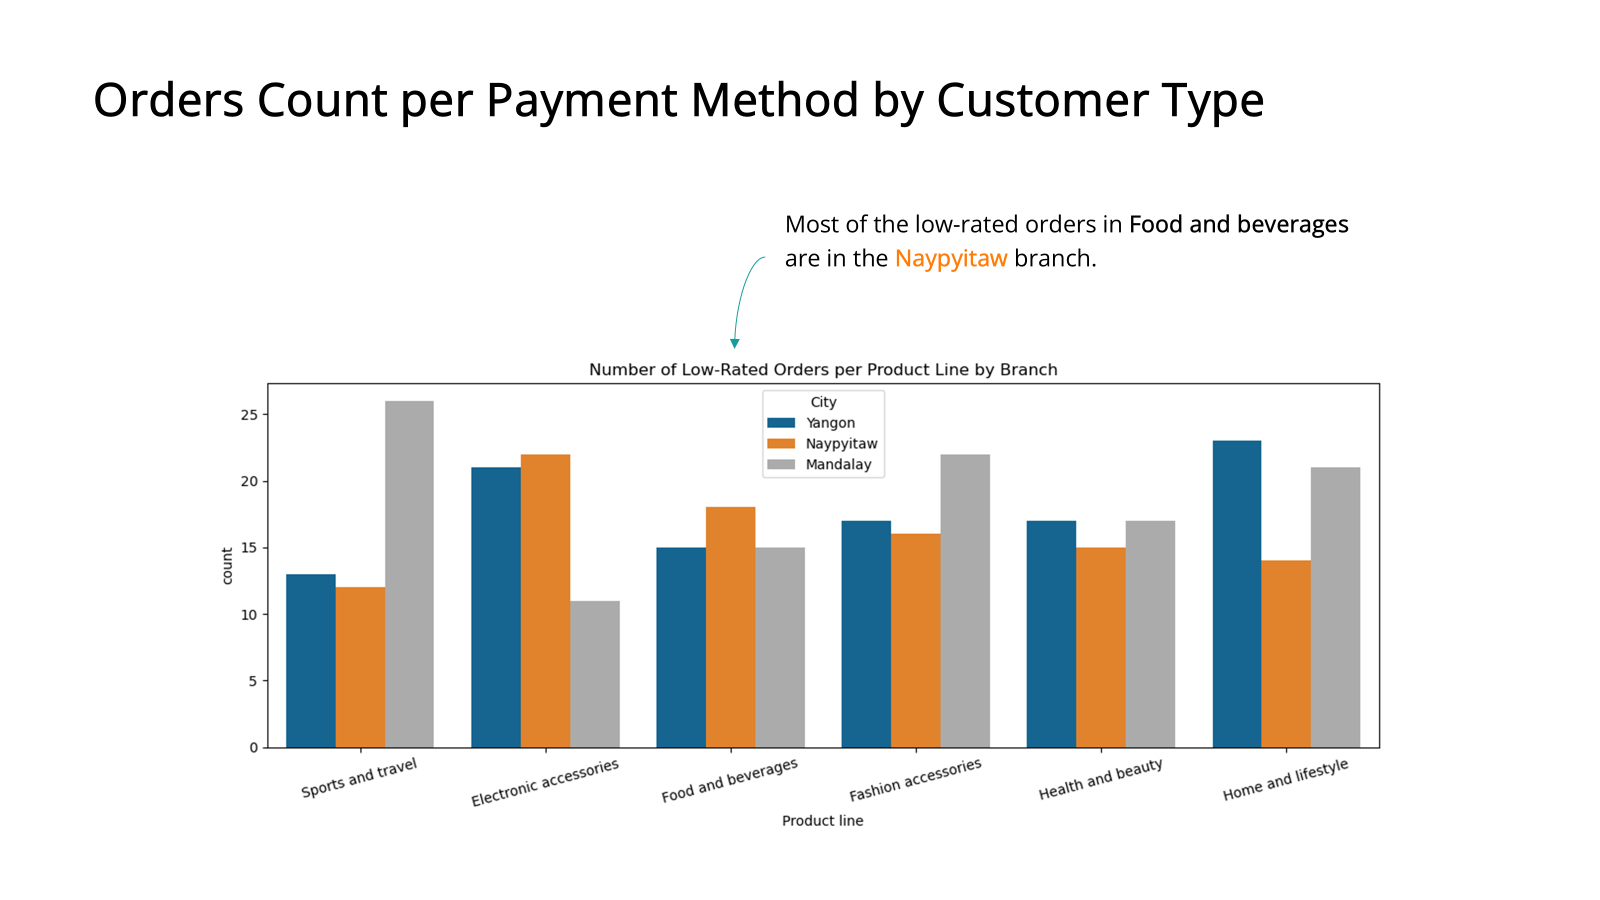 Orders Count per Payment Method by Customer Type
Most of the low-rated orders in Food and beverages
are in the Naypyitaw branch.
Number of Low-Rated Orders per Product Line by Branch
City
Yangon
Naypyitaw
Mandalay
count
25
20
15
10
5
0
Sports and travel
Electronic accessories
Food and beverages
Fashion accessories
Health and beauty
Home and lifestyle
Product line